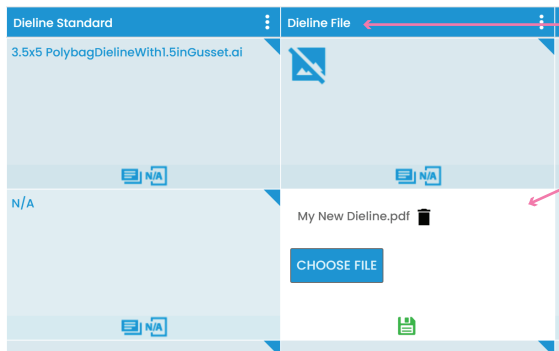 Dieline Standard
Dieline File
3.5x5 PolybagDielineWith1.5inGusset.ai
N/A
N/A
N/A
My New Dieline.pdf
CHOOSE FILE
N/A